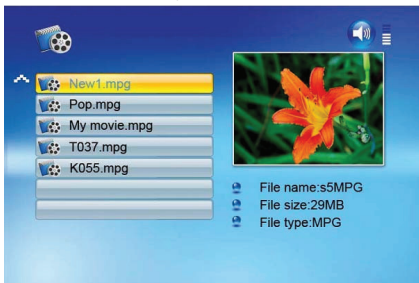 New1.mpg
Pop.mpg
My movie.mpg
T037.mpg
K055.mpg
File name:s5MPG
File size:29MB
File type:MPG